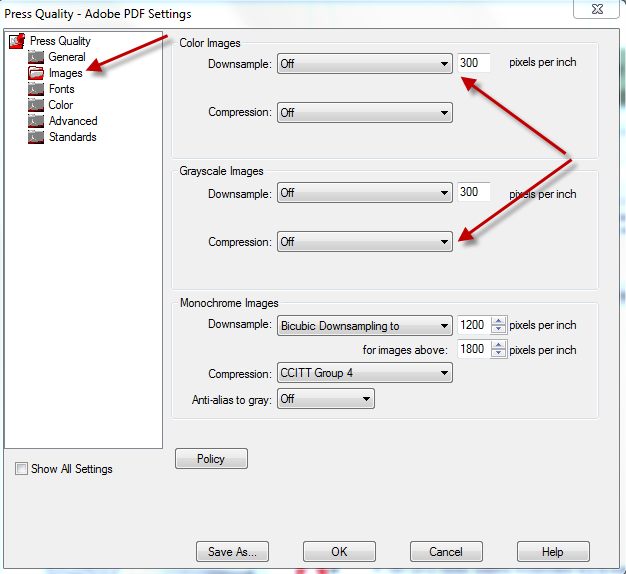 Press Quality - Adobe PDF Settings
Press Quality
General
Images
Fonts
Color
Advanced
Standards
Show All Settings
Color Images
Downsample: Off 300 pixels per inch
Compression: Off
Grayscale Images
Downsample: Off 300 pixels per inch
Compression: Off
Monochrome Images
Downsample: Bicubic Downsampling to 1200 pixels per inch
for images above: 1800 pixels per inch
Compression: CCITT Group 4
Anti-alias to gray: Off
Policy
Save As... OK Cancel Help